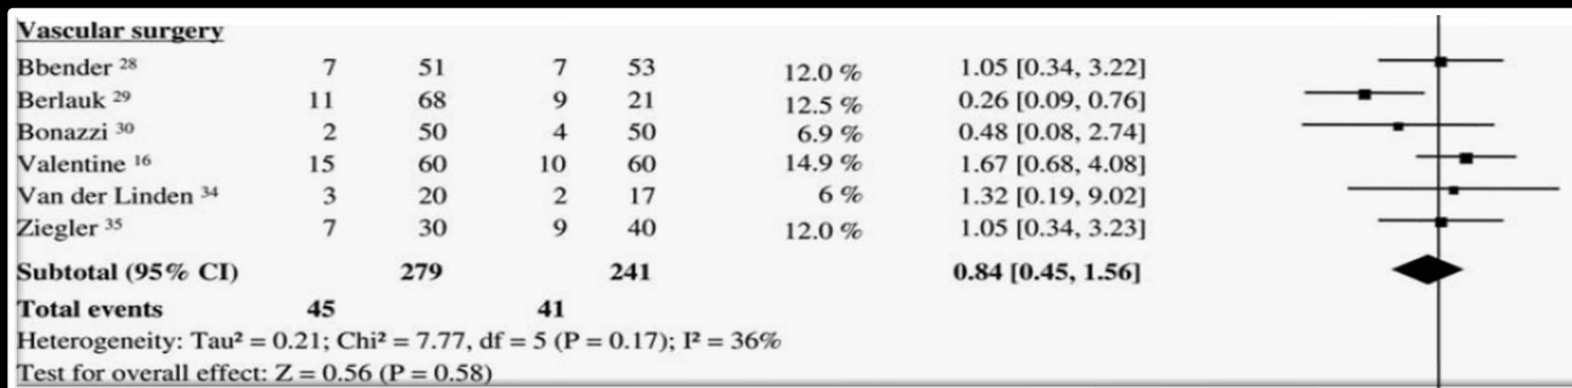 Vascular surgery
Bbender ²⁸ 7 51 7 53 12.0 % 1.05 [0.34, 3.22]
Berlauk ²⁹ 11 68 9 21 12.5 % 0.26 [0.09, 0.76]
Bonazzi ³⁰ 2 50 4 50 6.9 % 0.48 [0.08, 2.74]
Valentine ¹⁶ 15 60 10 60 14.9 % 1.67 [0.68, 4.08]
Van der Linden ³⁴ 3 20 2 17 6 % 1.32 [0.19, 9.02]
Ziegler ³⁵ 7 30 9 40 12.0 % 1.05 [0.34, 3.23]
Subtotal (95% CI) 279 241 0.84 [0.45, 1.56]
Total events 45 41
Heterogeneity: Tau² = 0.21; Chi² = 7.77, df = 5 (P = 0.17); I² = 36%
Test for overall effect: Z = 0.56 (P = 0.58)